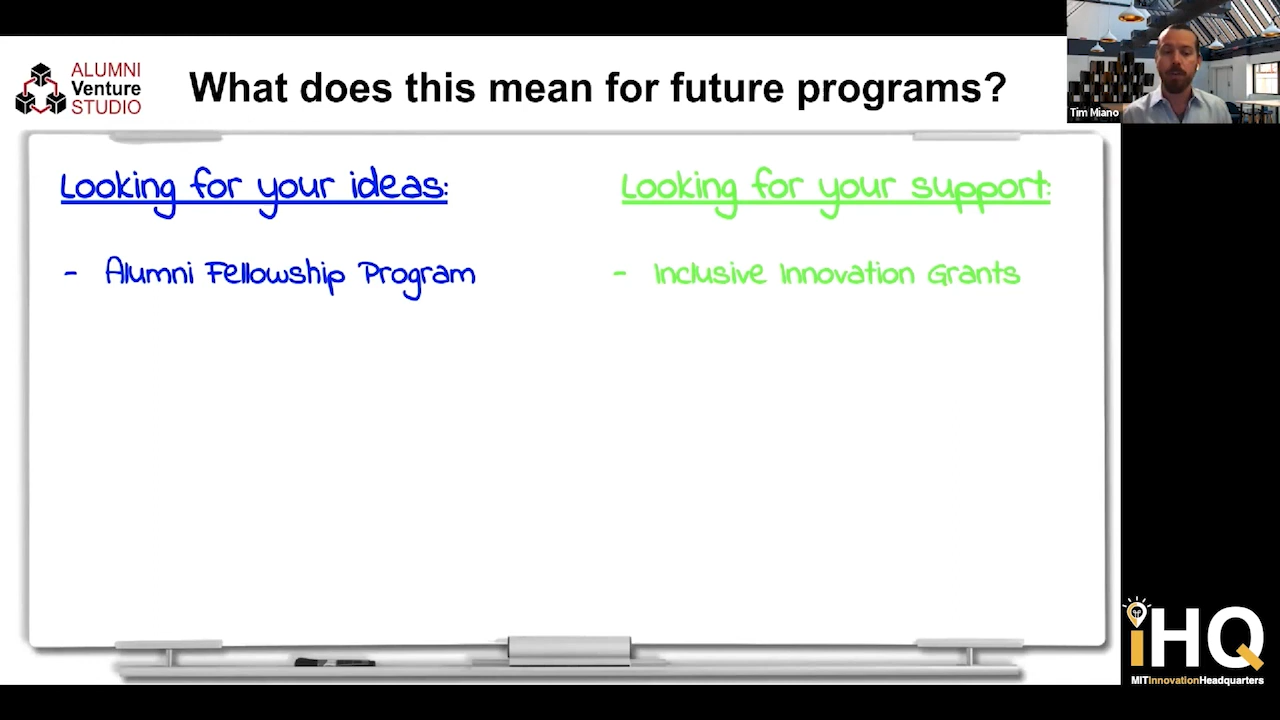 ALUMNI
Venture
STUDIO
What does this mean for future programs?
Tim Miano
Looking for your ideas:
- Alumni Fellowship Program
Looking for your support:
- Inclusive Innovation Grants
iHQ
MITInnovationHeadquarters